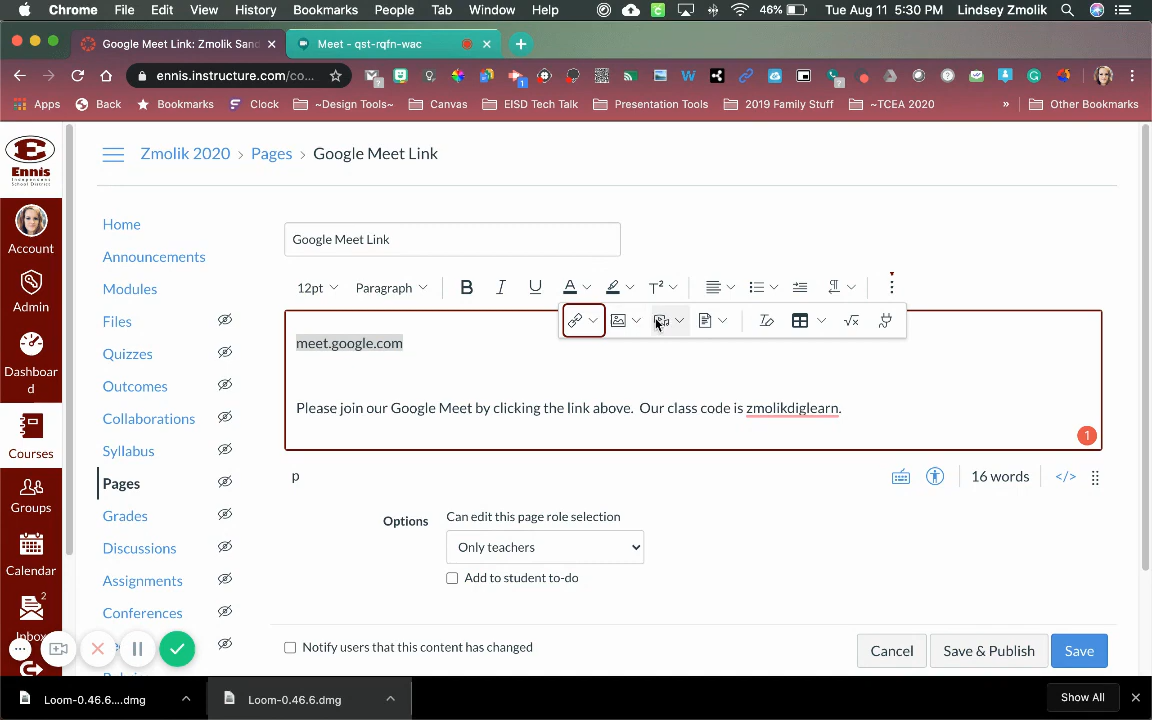 Chrome File Edit View History Bookmarks People Tab Window Help 46% Tue Aug 11 5:30 PM Lindsey Zmolik
Google Meet Link: Zmolik Sand Meet - qst-rqfn-wac
ennis.instructure.com/co...
Apps Back Bookmarks Clock ~Design Tools~ Canvas EISD Tech Talk Presentation Tools 2019 Family Stuff ~TCEA 2020 » Other Bookmarks
Ennis
Account
Admin
Dashboar
d
Courses
Groups
Calendar
2
Inbox
Zmolik 2020 > Pages > Google Meet Link
Home
Announcements
Modules
Files
Quizzes
Outcomes
Collaborations
Syllabus
Pages
Grades
Discussions
Assignments
Conferences
Google Meet Link
12pt Paragraph B I U A T²
meet.google.com
Please join our Google Meet by clicking the link above. Our class code is zmolikdiglearn.
1
p 16 words </>
Options Can edit this page role selection
Only teachers
Add to student to-do
Notify users that this content has changed
Cancel Save & Publish Save
Loom-0.46.6....dmg Loom-0.46.6.dmg Show All